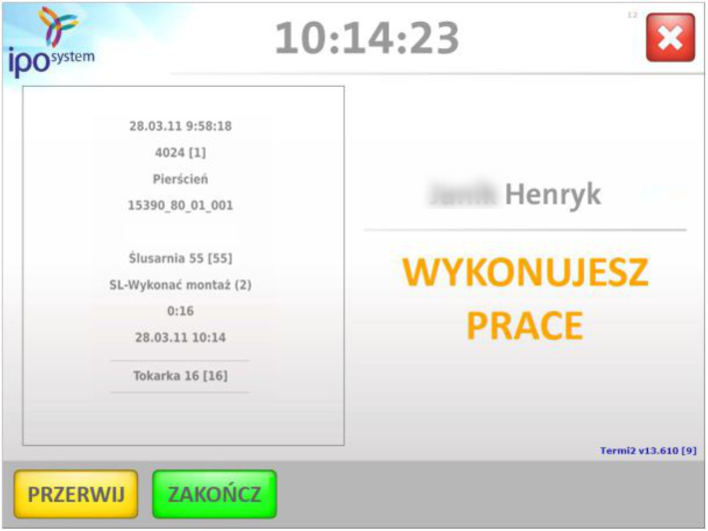 ipo system
10:14:23
12
28.03.11 9:58:18
4024 [1]
Pierścień
15390_80_01_001
Ślusarnia 55 [55]
SL-Wykonać montaż (2)
0:16
28.03.11 10:14
Tokarka 16 [16]
Henryk
WYKONUJESZ
PRACE
Termi2 v13.610 [9]
PRZERWIJ
ZAKOŃCZ